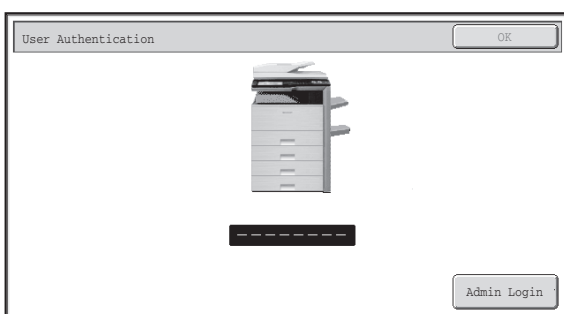 User Authentication
OK
--------
Admin Login